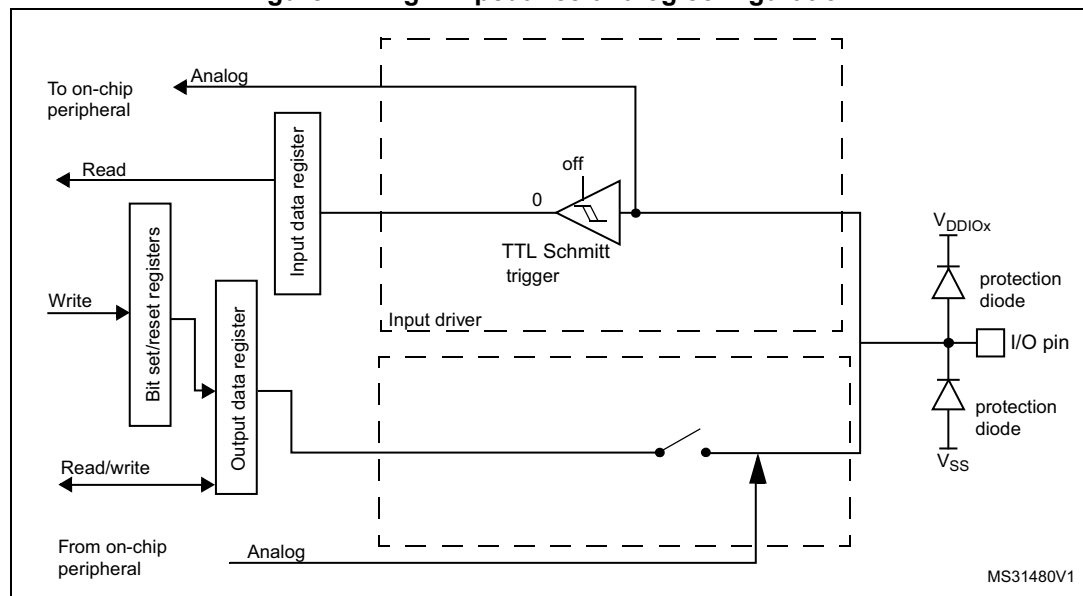 To on-chip
peripheral
Analog
Read
Input data register
off
0
TTL Schmitt
trigger
Input driver
Write
Bit set/reset registers
Output data register
Read/write
From on-chip
peripheral
Analog
VDDIOx
protection
diode
I/O pin
protection
diode
VSS
MS31480V1